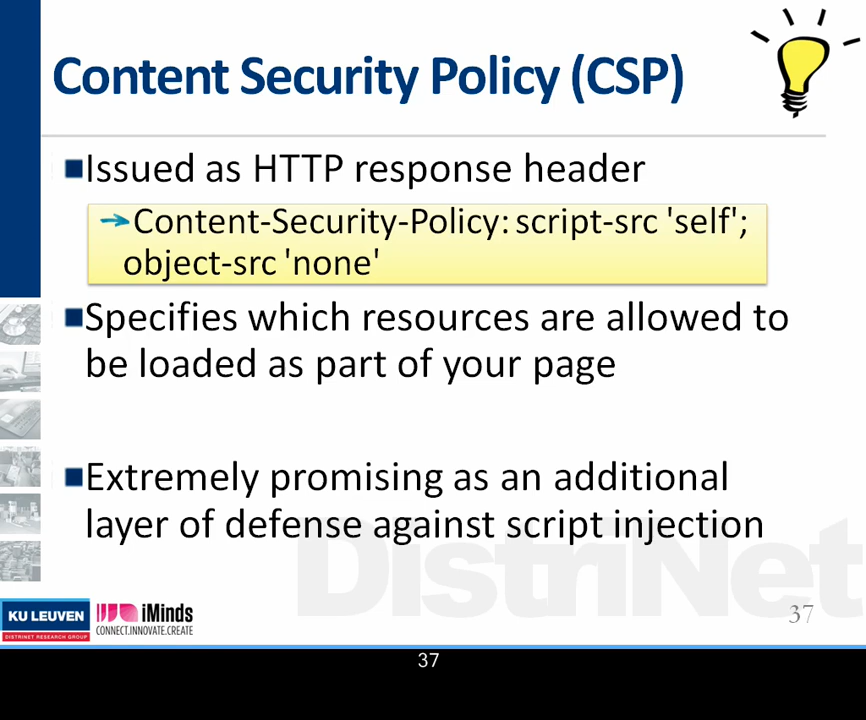 Content Security Policy (CSP)
Issued as HTTP response header
Content-Security-Policy: script-src 'self';
object-src 'none'
Specifies which resources are allowed to
be loaded as part of your page
Extremely promising as an additional
layer of defense against script injection
DistriNet
KU LEUVEN
DISTRINET RESEARCH GROUP
iMinds
CONNECT.INNOVATE.CREATE
37
37